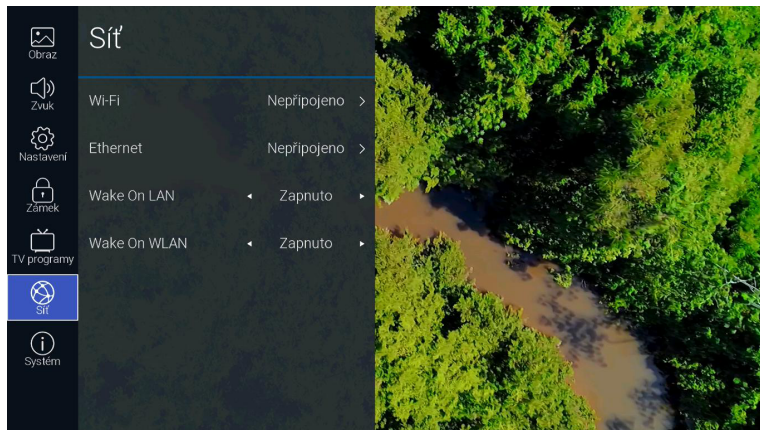 Obraz
Zvuk
Nastavení
Zámek
TV programy
Síť
Systém
Síť
Wi-Fi Nepřipojeno
Ethernet Nepřipojeno
Wake On LAN Zapnuto
Wake On WLAN Zapnuto